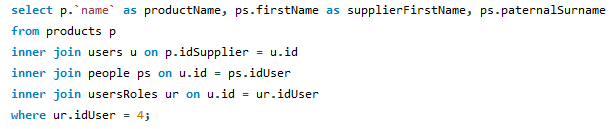 select p.`name` as productName, ps.firstName as supplierFirstName, ps.paternalSurname
from products p
inner join users u on p.idSupplier = u.id
inner join people ps on u.id = ps.idUser
inner join usersRoles ur on u.id = ur.idUser
where ur.idUser = 4;